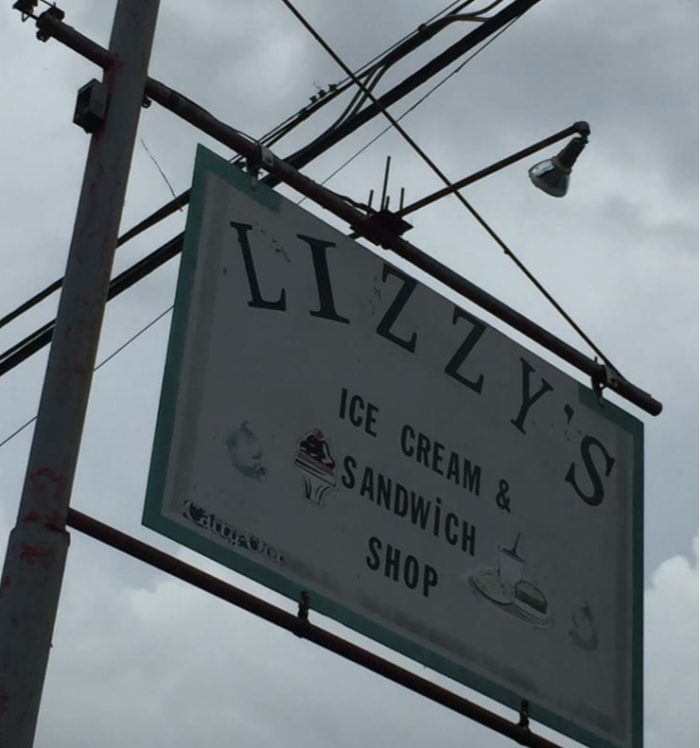 LIZZY'S
ICE CREAM &
SANDWiCH
SHOP